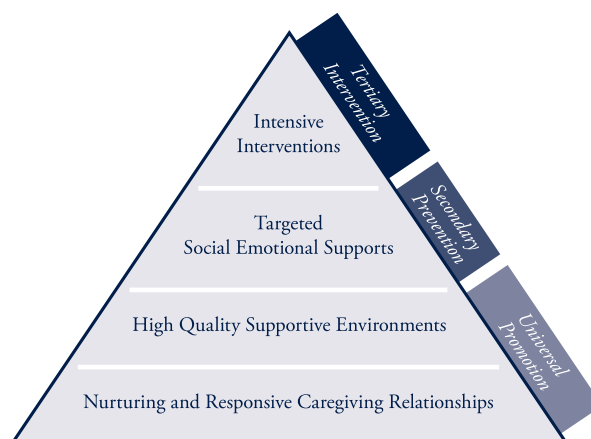 Tertiary
Intervention
Intensive
Interventions
Secondary
Prevention
Targeted
Social Emotional Supports
High Quality Supportive Environments
Universal
Promotion
Nurturing and Responsive Caregiving Relationships